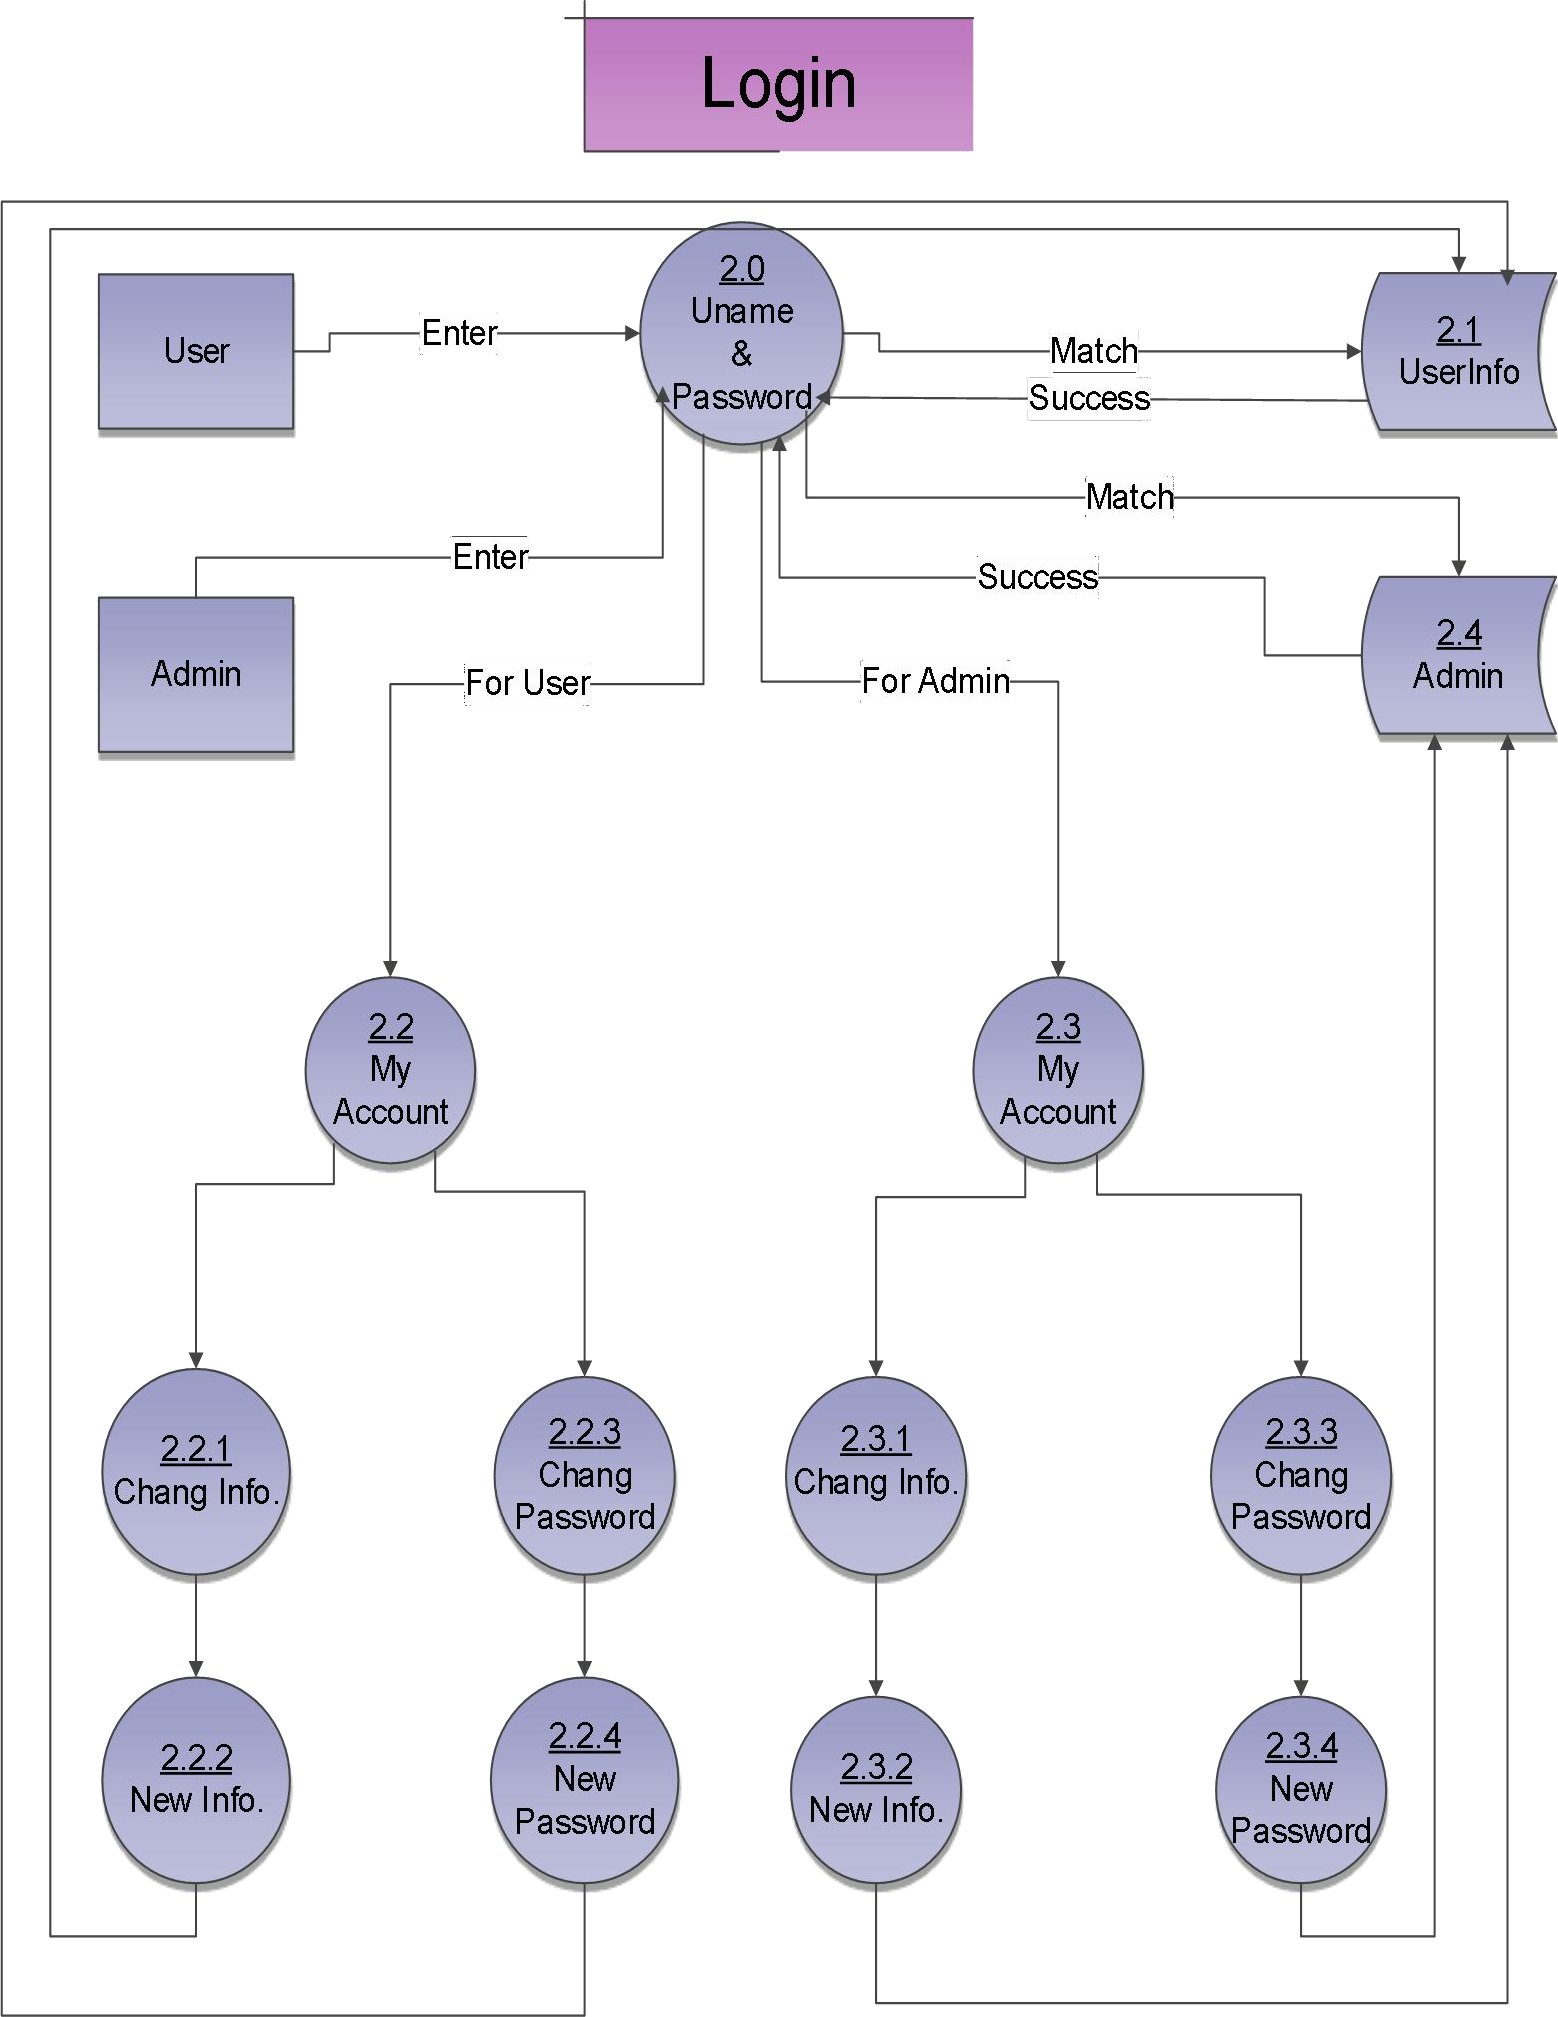 Login
User
Enter
2.0
Uname
&
Password
Match
Success
2.1
UserInfo
Match
Enter
Success
Admin
2.4
Admin
For User
For Admin
2.2
My
Account
2.3
My
Account
2.2.1
Chang Info.
2.2.3
Chang
Password
2.3.1
Chang Info.
2.3.3
Chang
Password
2.2.2
New Info.
2.2.4
New
Password
2.3.2
New Info.
2.3.4
New
Password